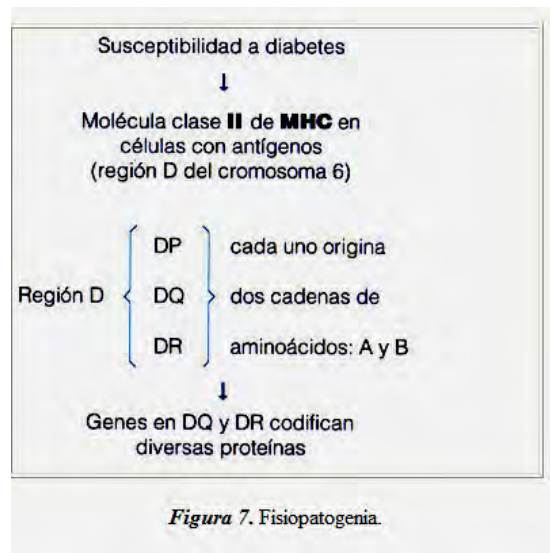 Susceptibilidad a diabetes
↓
Molécula clase II de MHC en
células con antígenos
(región D del cromosoma 6)
DP cada uno origina
Región D { DQ } dos cadenas de
DR aminoácidos: A y B
↓
Genes en DQ y DR codifican
diversas proteínas
Figura 7. Fisiopatogenia.